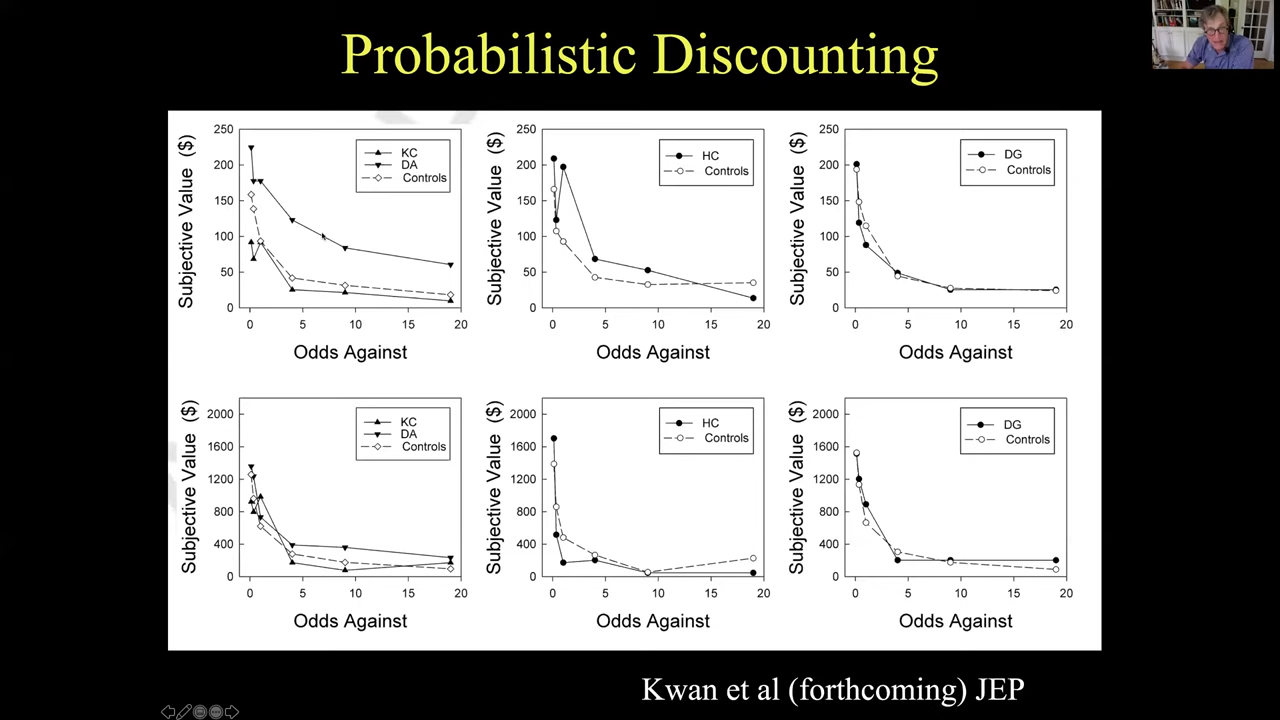 Probabilistic Discounting
Subjective Value ($)
250
200
150
100
50
0
KC
DA
Controls
0 5 10 15 20
Odds Against
Subjective Value ($)
250
200
150
100
50
0
HC
Controls
0 5 10 15 20
Odds Against
Subjective Value ($)
250
200
150
100
50
0
DG
Controls
0 5 10 15 20
Odds Against
Subjective Value ($)
2000
1600
1200
800
400
0
KC
DA
Controls
0 5 10 15 20
Odds Against
Subjective Value ($)
2000
1600
1200
800
400
0
HC
Controls
0 5 10 15 20
Odds Against
Subjective Value ($)
2000
1600
1200
800
400
0
DG
Controls
0 5 10 15 20
Odds Against
Kwan et al (forthcoming) JEP